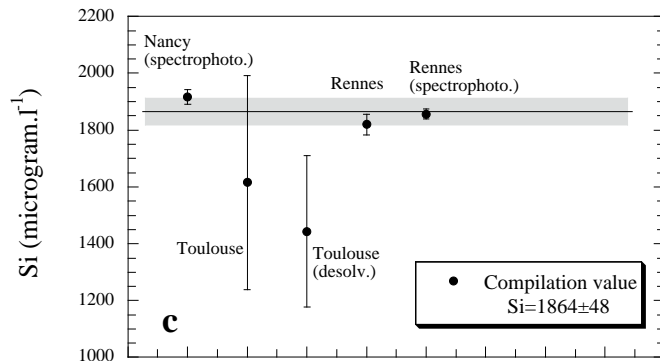 2200
2000
1800
1600
1400
1200
1000
Si (microgram.l⁻¹)
Nancy
(spectrophoto.)
Rennes
Rennes
(spectrophoto.)
Toulouse
Toulouse
(desolv.)
c
Compilation value
Si=1864±48